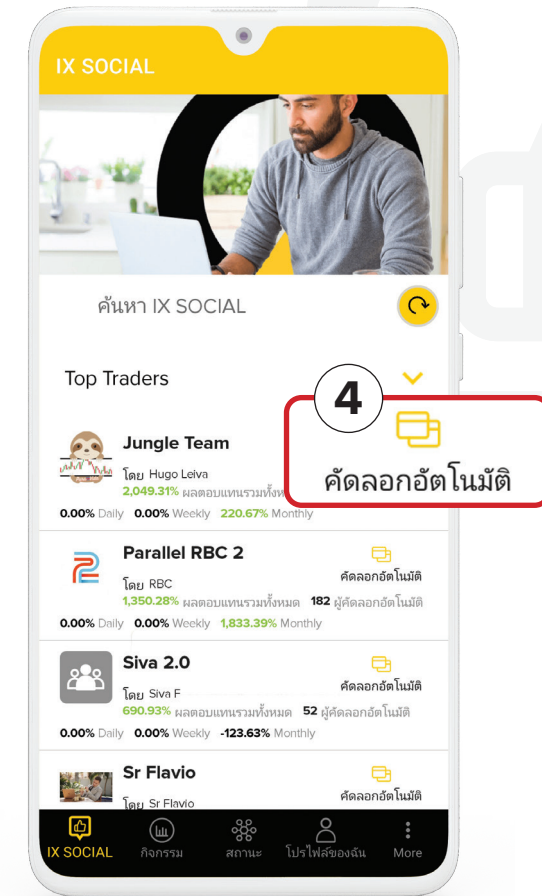 IX SOCIAL
ค้นหา IX SOCIAL
Top Traders
4
คัดลอกอัตโนมัติ
Jungle Team
โดย Hugo Leiva
2,049.31% ผลตอบแทนรวมทั้งห
0.00% Daily 0.00% Weekly 220.67% Monthly
Parallel RBC 2
คัดลอกอัตโนมัติ
โดย RBC
1,350.28% ผลตอบแทนรวมทั้งหมด 182 ผู้คัดลอกอัตโนมัติ
0.00% Daily 0.00% Weekly 1,833.39% Monthly
Siva 2.0
คัดลอกอัตโนมัติ
โดย Siva F
690.93% ผลตอบแทนรวมทั้งหมด 52 ผู้คัดลอกอัตโนมัติ
0.00% Daily 0.00% Weekly -123.63% Monthly
Sr Flavio
คัดลอกอัตโนมัติ
โดย Sr Flavio
IX SOCIAL กิจกรรม สถานะ โปรไฟล์ของฉัน More